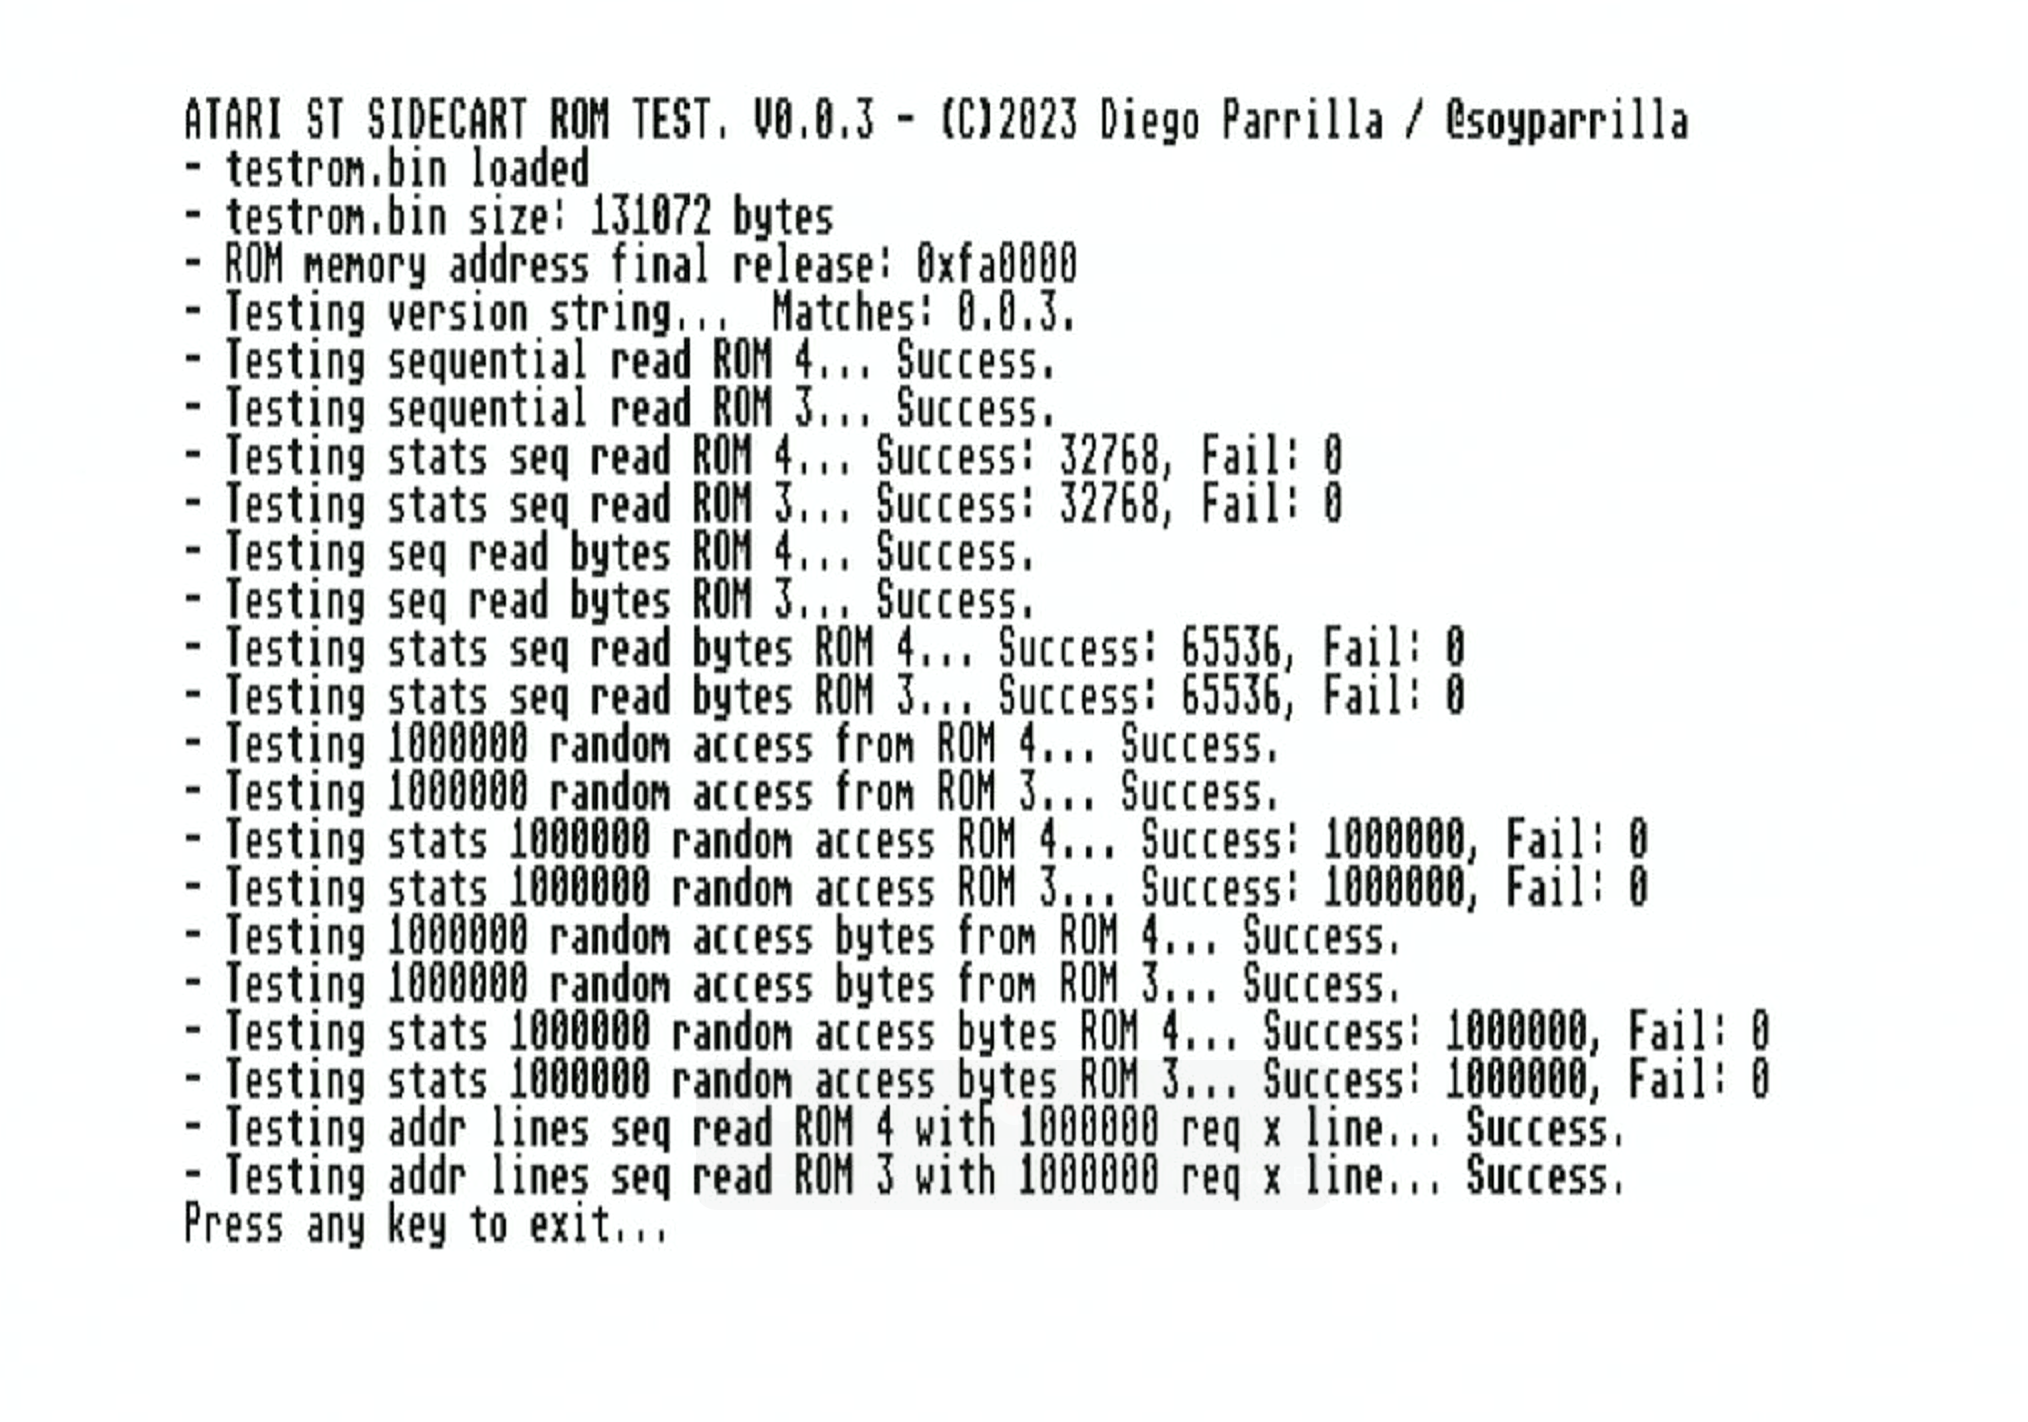 ATARI ST SIDECART ROM TEST. V0.0.3 - (C)2023 Diego Parrilla / @soyparrilla
- testrom.bin loaded
- testrom.bin size: 131072 bytes
- ROM memory address final release: 0xfa0000
- Testing version string...  Matches: 0.0.3.
- Testing sequential read ROM 4... Success.
- Testing sequential read ROM 3... Success.
- Testing stats seq read ROM 4... Success: 32768, Fail: 0
- Testing stats seq read ROM 3... Success: 32768, Fail: 0
- Testing seq read bytes ROM 4... Success.
- Testing seq read bytes ROM 3... Success.
- Testing stats seq read bytes ROM 4... Success: 65536, Fail: 0
- Testing stats seq read bytes ROM 3... Success: 65536, Fail: 0
- Testing 1000000 random access from ROM 4... Success.
- Testing 1000000 random access from ROM 3... Success.
- Testing stats 1000000 random access ROM 4... Success: 1000000, Fail: 0
- Testing stats 1000000 random access ROM 3... Success: 1000000, Fail: 0
- Testing 1000000 random access bytes from ROM 4... Success.
- Testing 1000000 random access bytes from ROM 3... Success.
- Testing stats 1000000 random access bytes ROM 4... Success: 1000000, Fail: 0
- Testing stats 1000000 random access bytes ROM 3... Success: 1000000, Fail: 0
- Testing addr lines seq read ROM 4 with 1000000 req x line... Success.
- Testing addr lines seq read ROM 3 with 1000000 req x line... Success.
Press any key to exit...